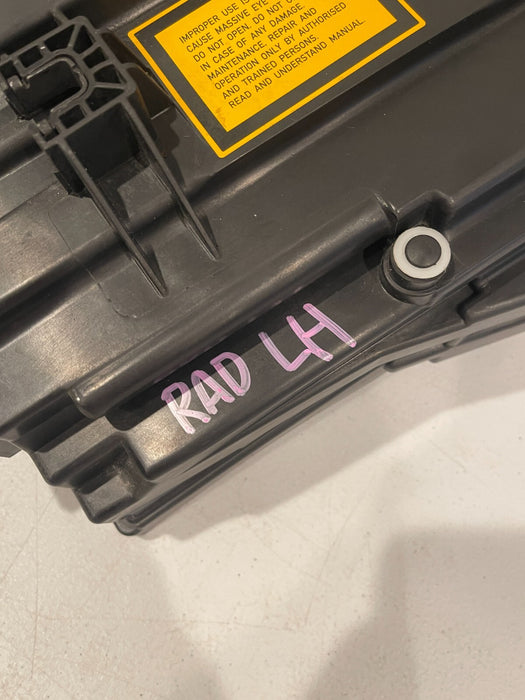 IMPROPER USE IS
CAUSE MASSIVE EYE
DO NOT OPEN. DO NOT
IN CASE OF ANY DAMAGE.
MAINTENANCE, REPAIR AND
OPERATION ONLY BY AUTHORISED
AND TRAINED PERSONS.
READ AND UNDERSTAND MANUAL.
RAD LH